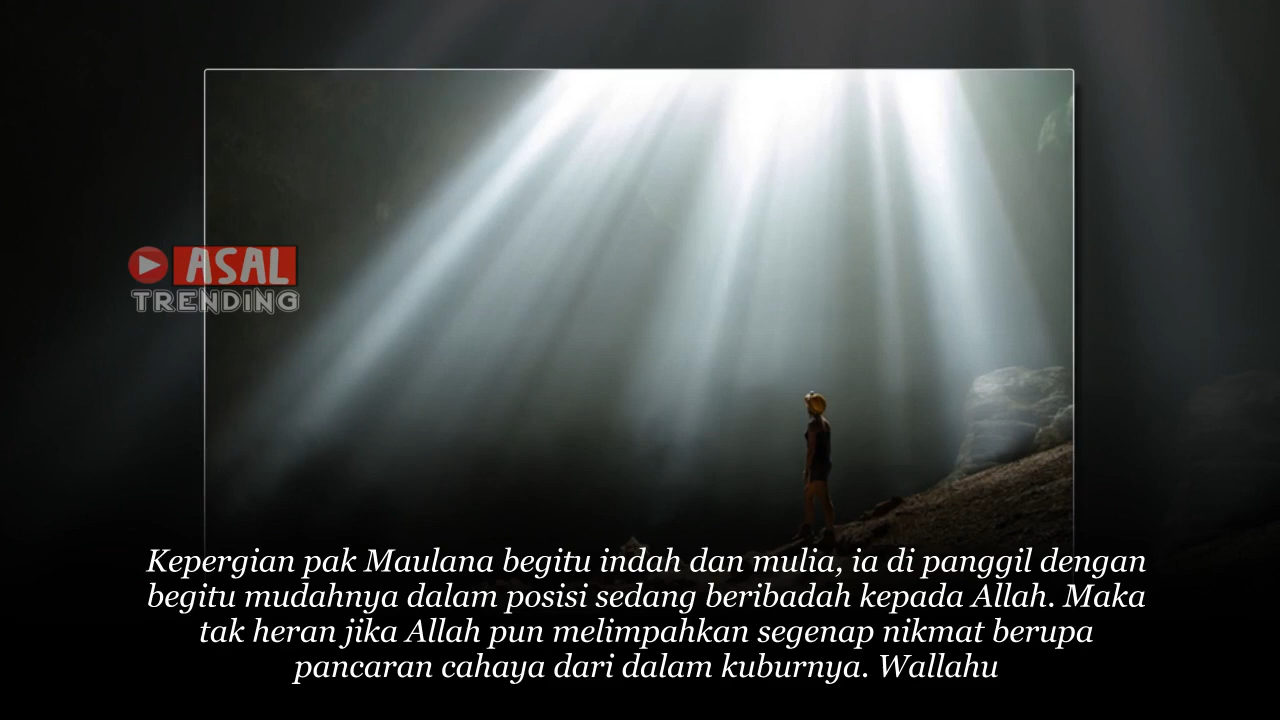 ASAL
TRENDING
Kepergian pak Maulana begitu indah dan mulia, ia di panggil dengan
begitu mudahnya dalam posisi sedang beribadah kepada Allah. Maka
tak heran jika Allah pun melimpahkan segenap nikmat berupa
pancaran cahaya dari dalam kuburnya. Wallahu